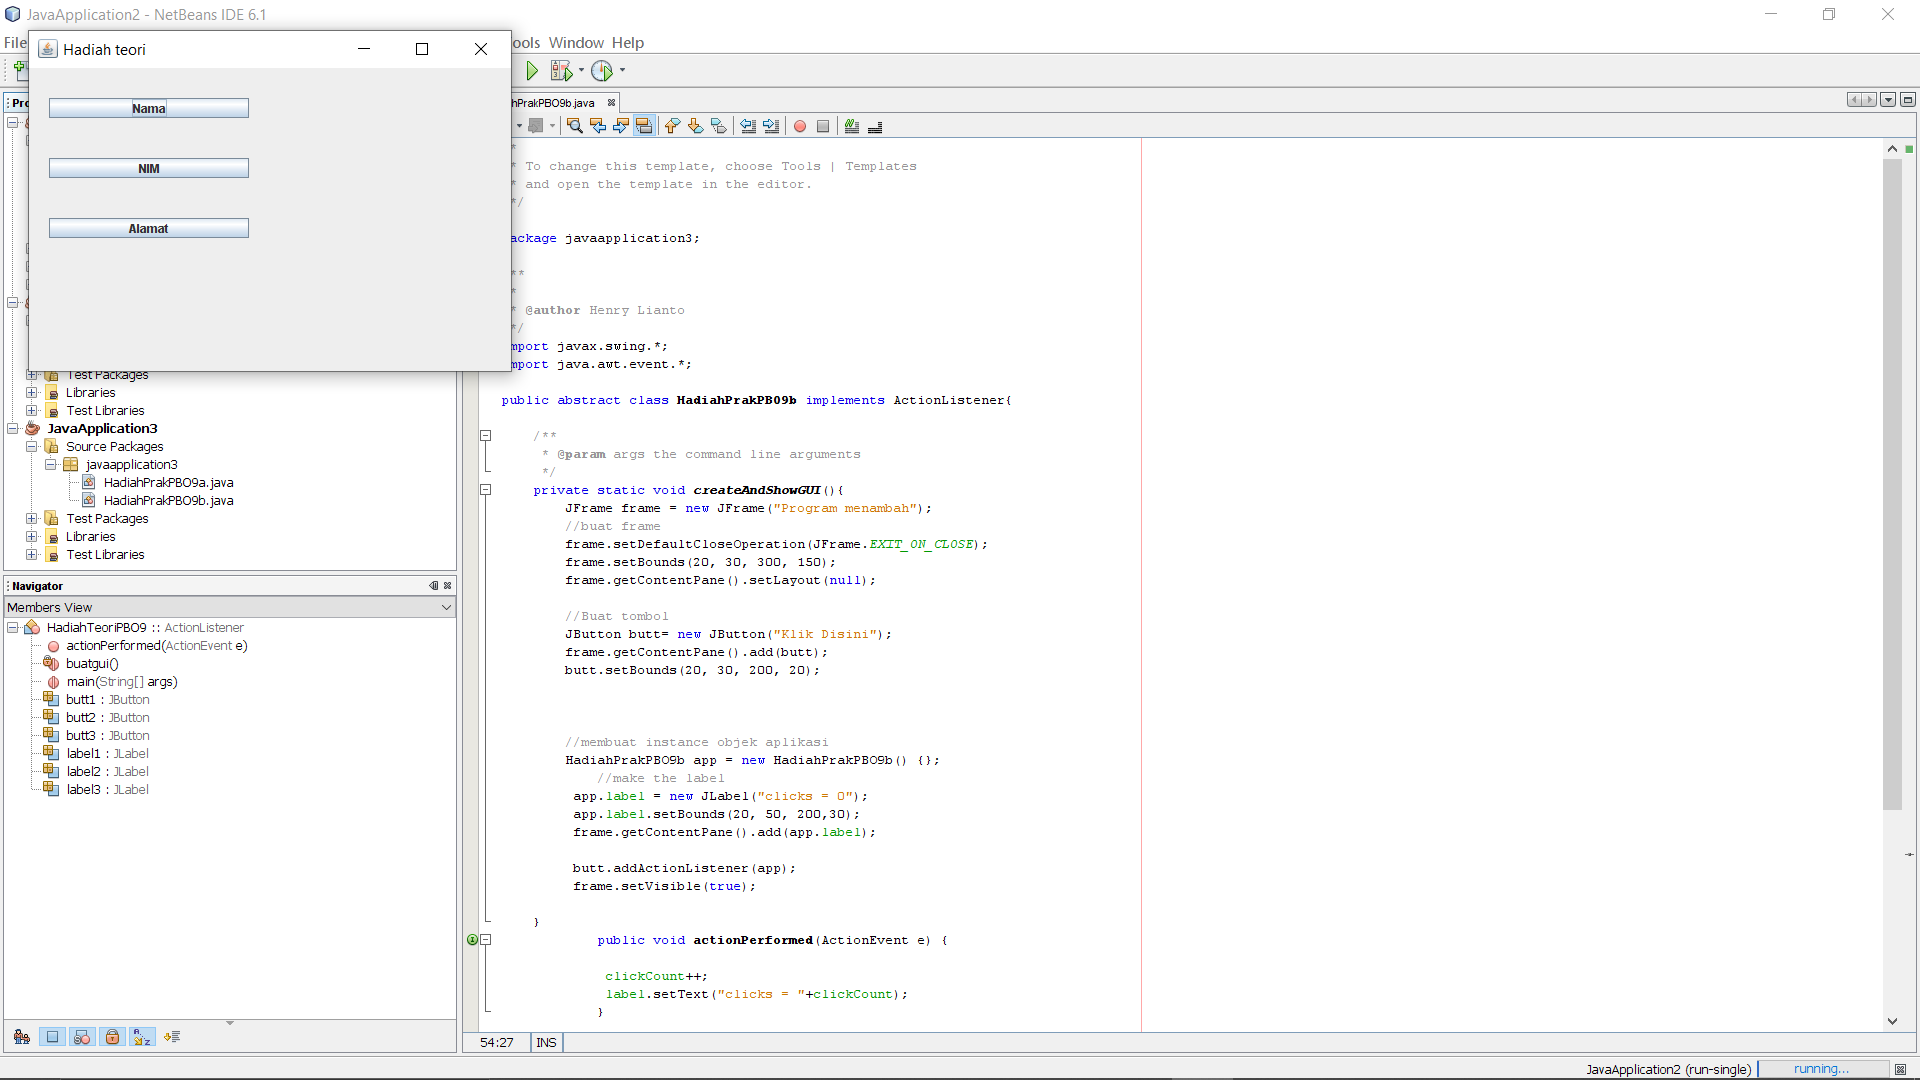 JavaApplication2 - NetBeans IDE 6.1
File
ools Window Help
Hadiah teori
Nama
NIM
Alamat
Pro
hPrakPBO9b.java
Test Packages
Libraries
Test Libraries
JavaApplication3
Source Packages
javaapplication3
HadiahPrakPBO9a.java
HadiahPrakPBO9b.java
Test Packages
Libraries
Test Libraries
Navigator
Members View
HadiahTeoriPBO9 :: ActionListener
actionPerformed(ActionEvent e)
buatgui()
main(String[] args)
butt1 : JButton
butt2 : JButton
butt3 : JButton
label1 : JLabel
label2 : JLabel
label3 : JLabel
*
* To change this template, choose Tools | Templates
* and open the template in the editor.
*/
ackage javaapplication3;
**
*
* @author Henry Lianto
*/
mport javax.swing.*;
mport java.awt.event.*;
public abstract class HadiahPrakPBO9b implements ActionListener{
/**
* @param args the command line arguments
*/
private static void createAndShowGUI(){
JFrame frame = new JFrame("Program menambah");
//buat frame
frame.setDefaultCloseOperation(JFrame.EXIT_ON_CLOSE);
frame.setBounds(20, 30, 300, 150);
frame.getContentPane().setLayout(null);
//Buat tombol
JButton butt= new JButton("Klik Disini");
frame.getContentPane().add(butt);
butt.setBounds(20, 30, 200, 20);
//membuat instance objek aplikasi
HadiahPrakPBO9b app = new HadiahPrakPBO9b() {};
//make the label
app.label = new JLabel("clicks = 0");
app.label.setBounds(20, 50, 200,30);
frame.getContentPane().add(app.label);
butt.addActionListener(app);
frame.setVisible(true);
}
public void actionPerformed(ActionEvent e) {
clickCount++;
label.setText("clicks = "+clickCount);
}
54:27 INS
JavaApplication2 (run-single) running...